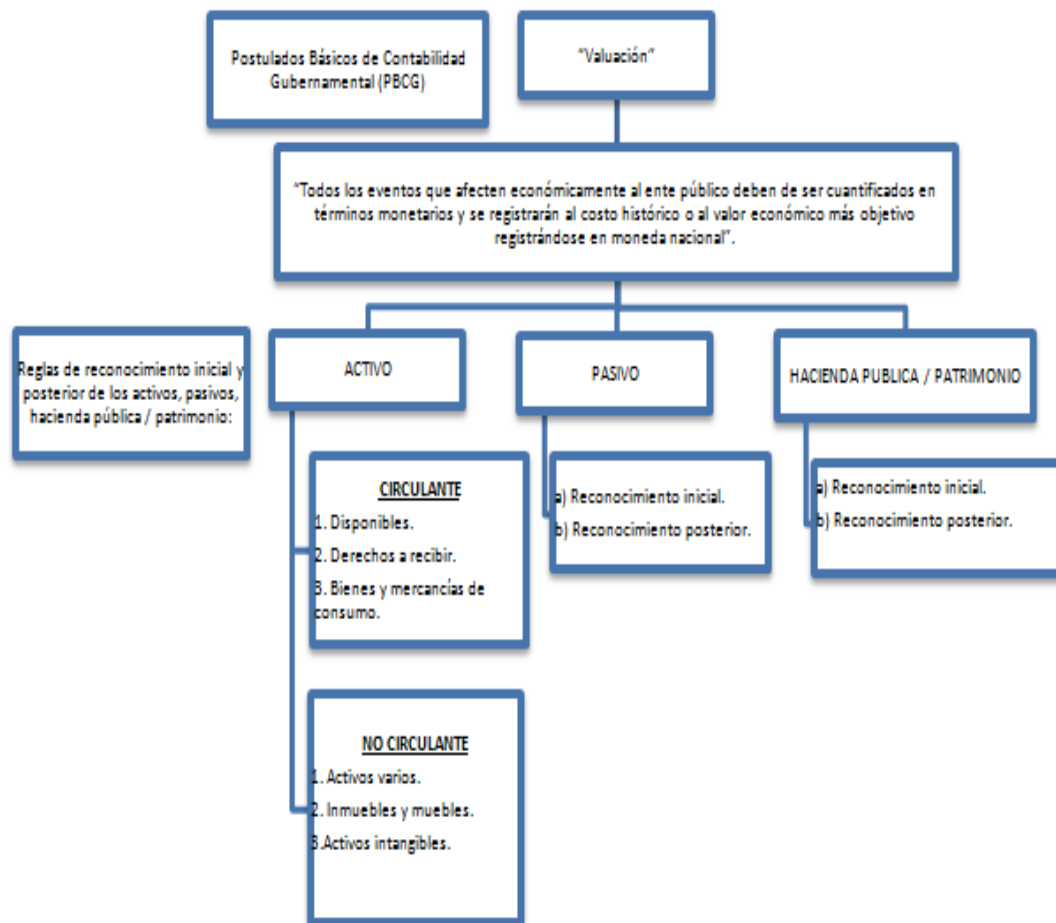 Postulados Básicos de Contabilidad
Gubernamental (PBCG)
"Valuación"
"Todos los eventos que afecten económicamente al ente público deben de ser cuantificados en
términos monetarios y se registrarán al costo histórico o al valor económico más objetivo
registrándose en moneda nacional".
Reglas de reconocimiento inicial y
posterior de los activos, pasivos,
hacienda pública / patrimonio:
ACTIVO
PASIVO
HACIENDA PUBLICA / PATRIMONIO
CIRCULANTE
1. Disponibles.
2. Derechos a recibir.
3. Bienes y mercancías de
consumo.
a) Reconocimiento inicial.
b) Reconocimiento posterior.
a) Reconocimiento inicial.
b) Reconocimiento posterior.
NO CIRCULANTE
1. Activos varios.
2. Inmuebles y muebles.
3.Activos intangibles.